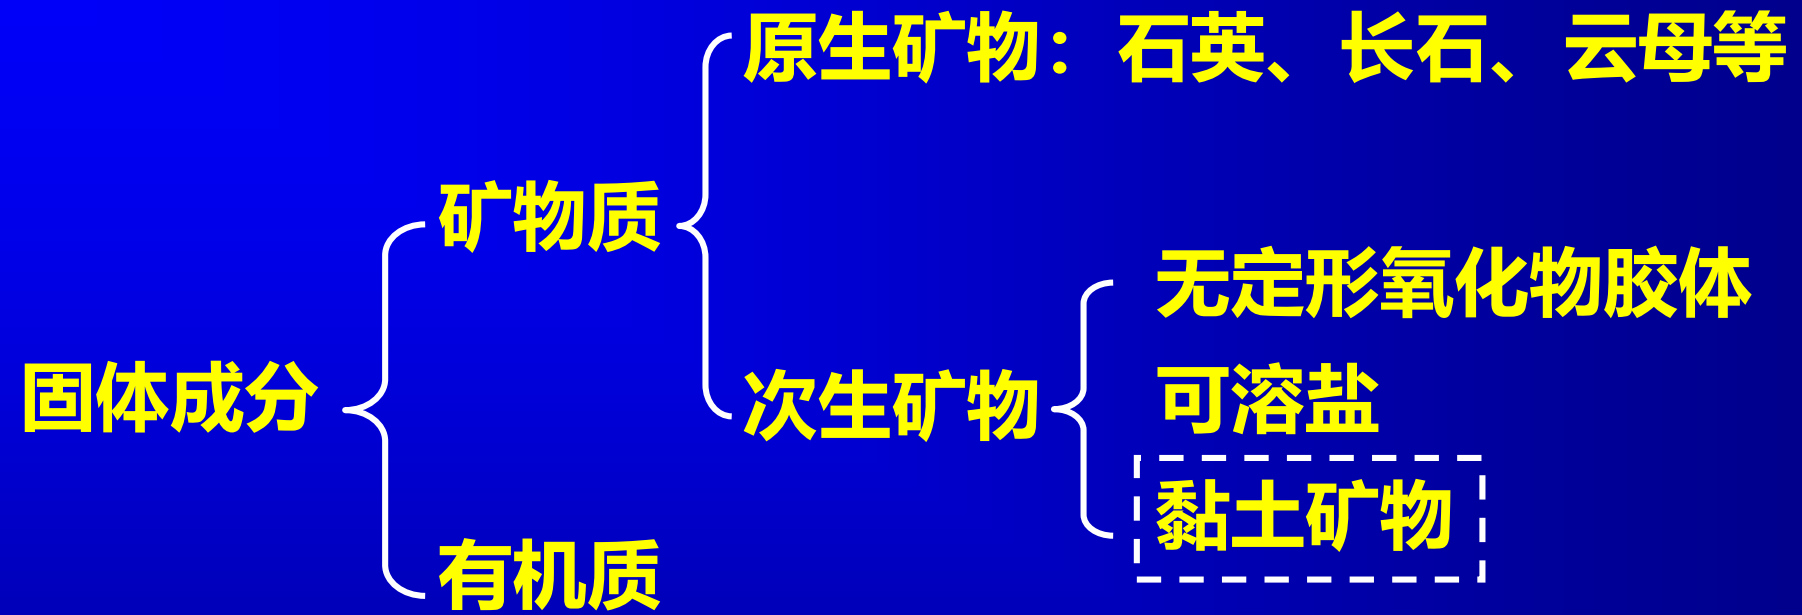 原生矿物：石英、长石、云母等
矿物质
无定形氧化物胶体
固体成分
次生矿物
可溶盐
黏土矿物
有机质